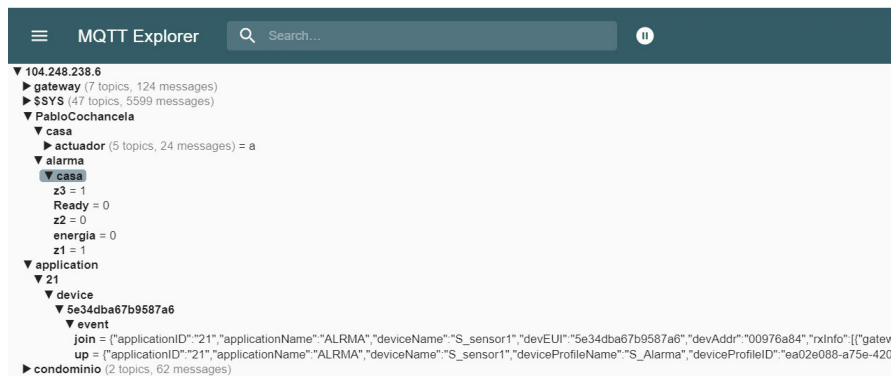 MQTT Explorer Search...
▼ 104.248.238.6
▶ gateway (7 topics, 124 messages)
▶ $SYS (47 topics, 5599 messages)
▼ PabloCochancela
▼ casa
▶ actuador (5 topics, 24 messages) = a
▼ alarma
▼ casa
z3 = 1
Ready = 0
z2 = 0
energia = 0
z1 = 1
▼ application
▼ 21
▼ device
▼ 5e34dba67b9587a6
▼ event
join = {"applicationID":"21","applicationName":"ALRMA","deviceName":"S_sensor1","devEUI":"5e34dba67b9587a6","devAddr":"00976a84","rxInfo":[{"gatew
up = {"applicationID":"21","applicationName":"ALRMA","deviceName":"S_sensor1","deviceProfileName":"S_Alarma","deviceProfileID":"ea02e088-a75e-420
▶ condominio (2 topics, 62 messages)